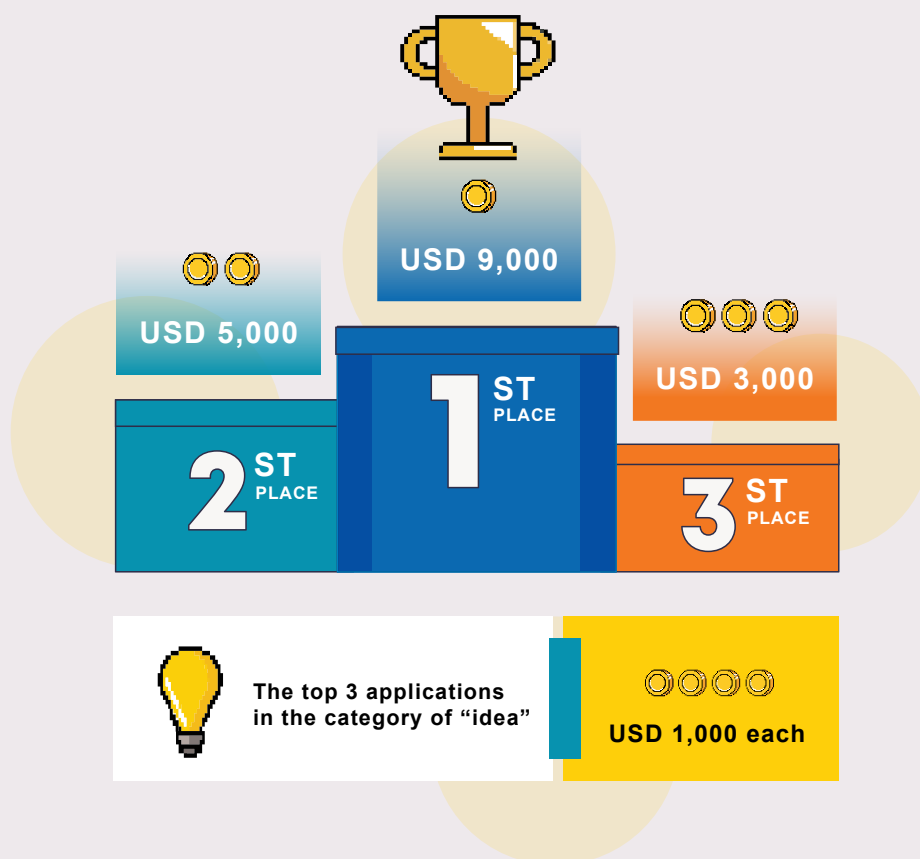 USD 9,000
USD 5,000
USD 3,000
1 ST
PLACE
2 ST
PLACE
3 ST
PLACE
The top 3 applications
in the category of “idea”
USD 1,000 each